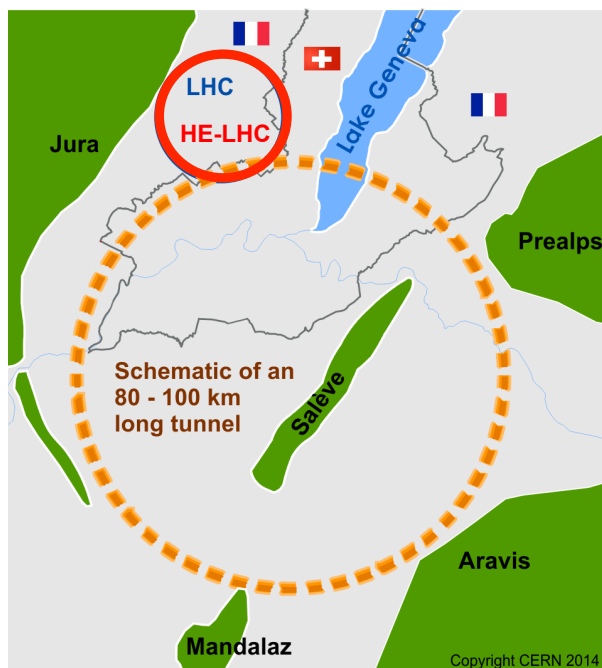 LHC
HE-LHC
Lake Geneva
Jura
Prealps
Schematic of an
80 - 100 km
long tunnel
Salève
Aravis
Mandalaz
Copyright CERN 2014